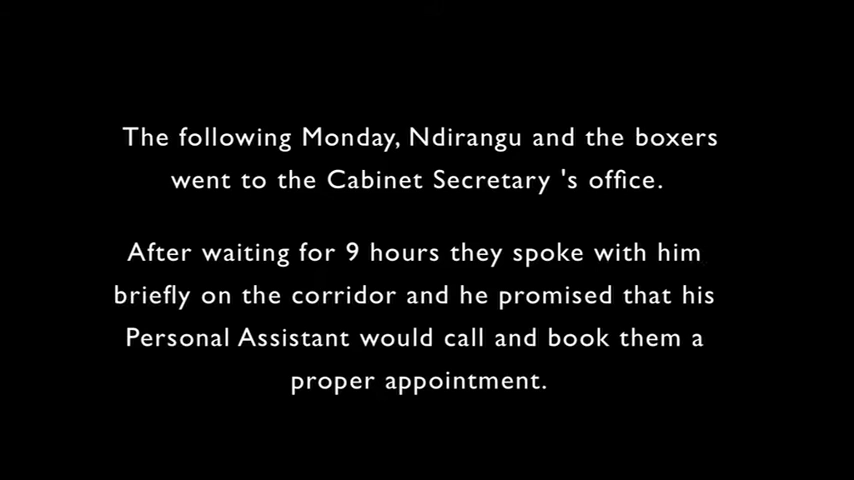 The following Monday, Ndirangu and the boxers
went to the Cabinet Secretary 's office.
After waiting for 9 hours they spoke with him
briefly on the corridor and he promised that his
Personal Assistant would call and book them a
proper appointment.